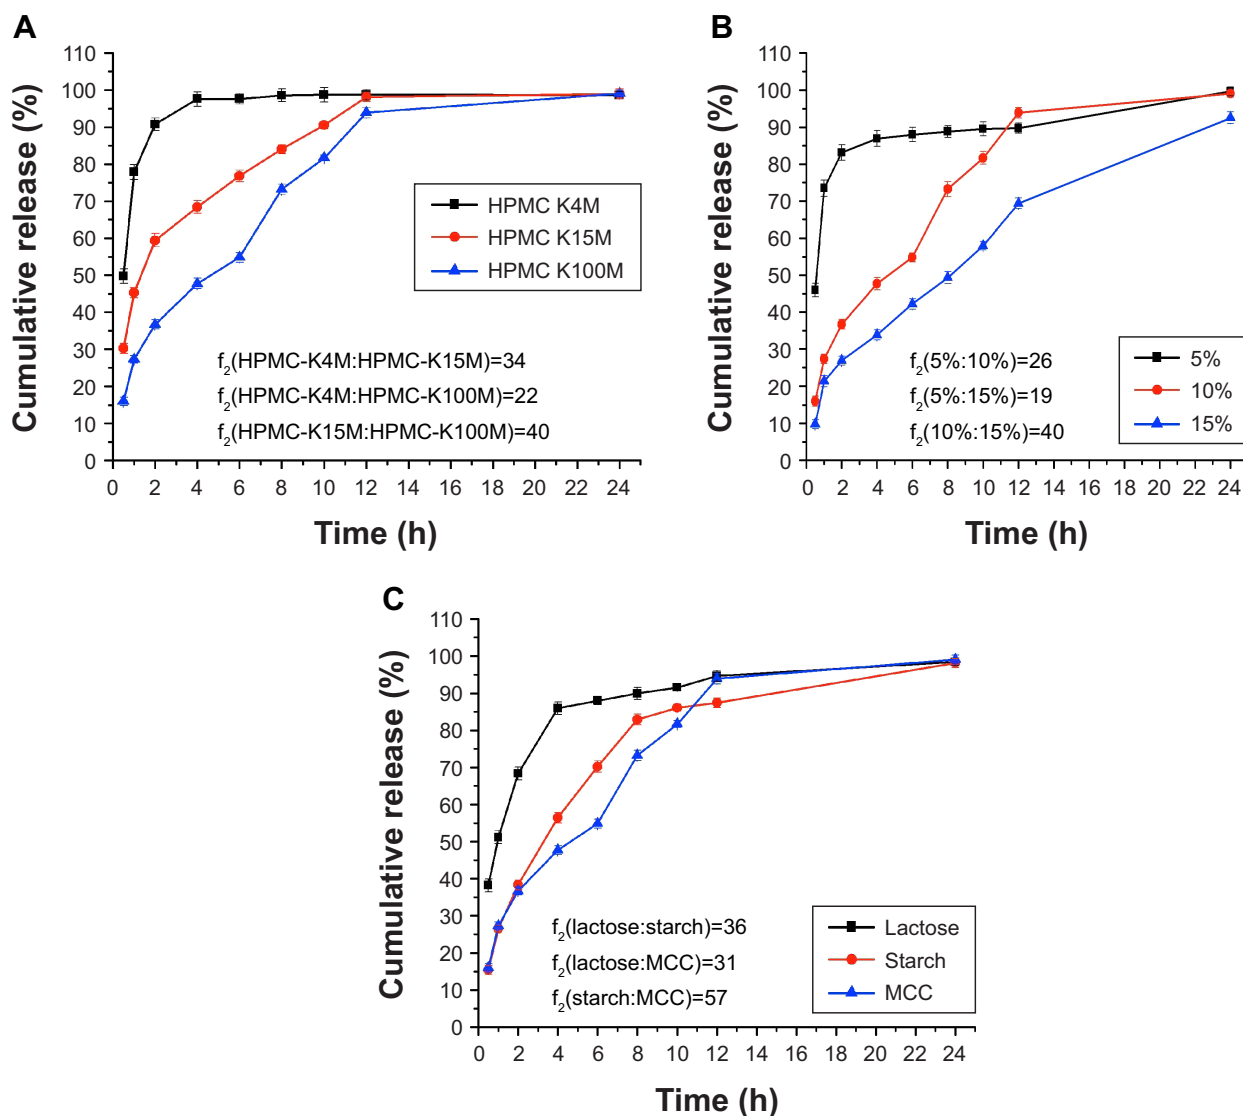 A
Cumulative release (%)
110
100
90
80
70
60
50
40
30
20
10
0
HPMC K4M
HPMC K15M
HPMC K100M
f2(HPMC-K4M:HPMC-K15M)=34
f2(HPMC-K4M:HPMC-K100M)=22
f2(HPMC-K15M:HPMC-K100M)=40
0 2 4 6 8 10 12 14 16 18 20 22 24
Time (h)
B
Cumulative release (%)
110
100
90
80
70
60
50
40
30
20
10
0
f2(5%:10%)=26
f2(5%:15%)=19
f2(10%:15%)=40
5%
10%
15%
0 2 4 6 8 10 12 14 16 18 20 22 24
Time (h)
C
Cumulative release (%)
110
100
90
80
70
60
50
40
30
20
10
0
f2(lactose:starch)=36
f2(lactose:MCC)=31
f2(starch:MCC)=57
Lactose
Starch
MCC
0 2 4 6 8 10 12 14 16 18 20 22 24
Time (h)